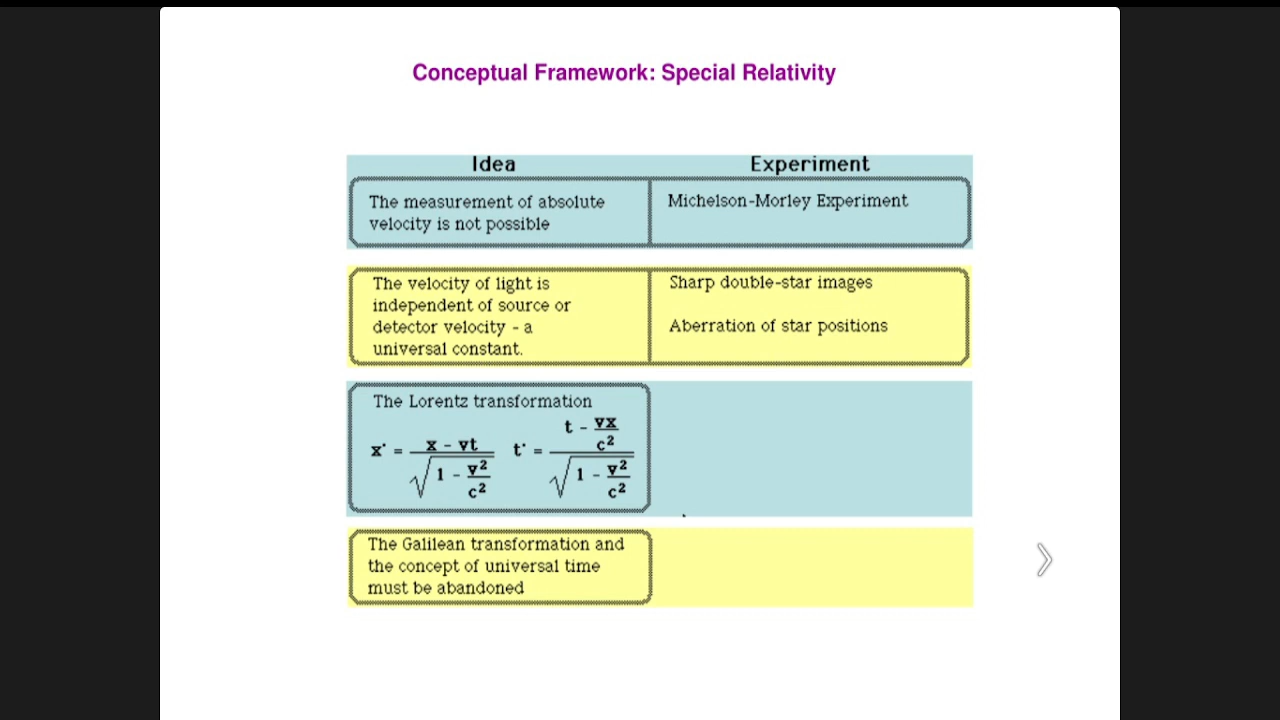 Conceptual Framework: Special Relativity
Idea
Experiment
The measurement of absolute
velocity is not possible
Michelson-Morley Experiment
The velocity of light is
independent of source or
detector velocity - a
universal constant.
Sharp double-star images
Aberration of star positions
The Lorentz transformation
x' = (x - vt) / √(1 - v²/c²)   t' = (t - vx/c²) / √(1 - v²/c²)
The Galilean transformation and
the concept of universal time
must be abandoned